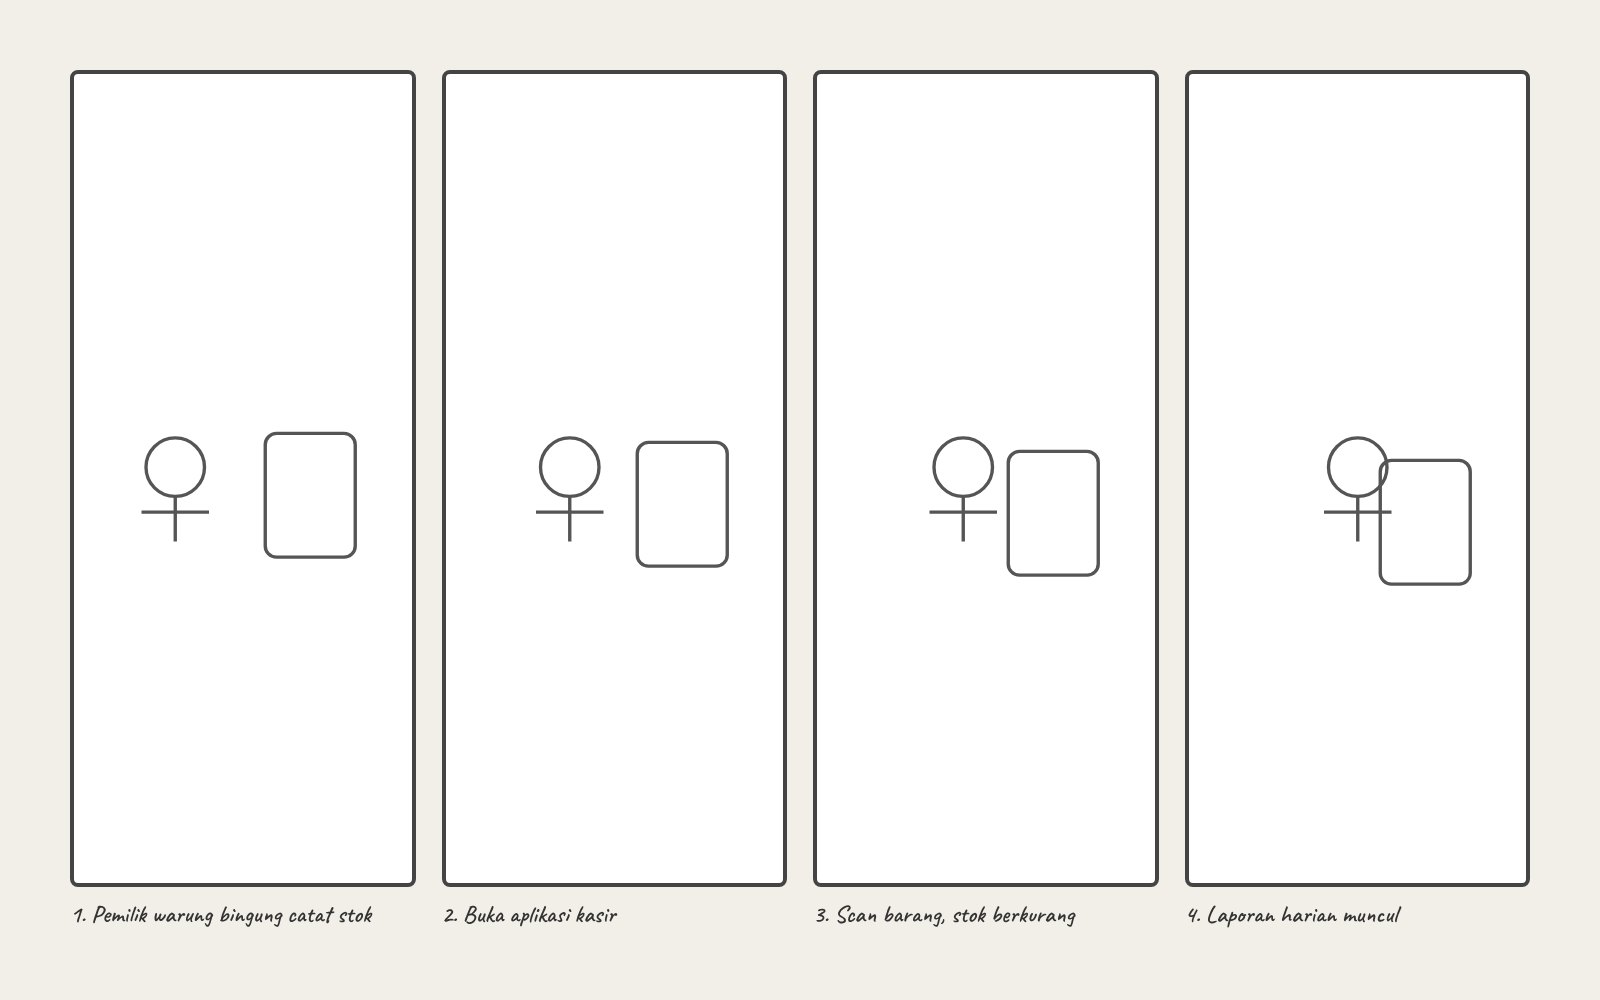 1. Pemilik warung bingung catat stok
2. Buka aplikasi kasir
3. Scan barang, stok berkurang
4. Laporan harian muncul